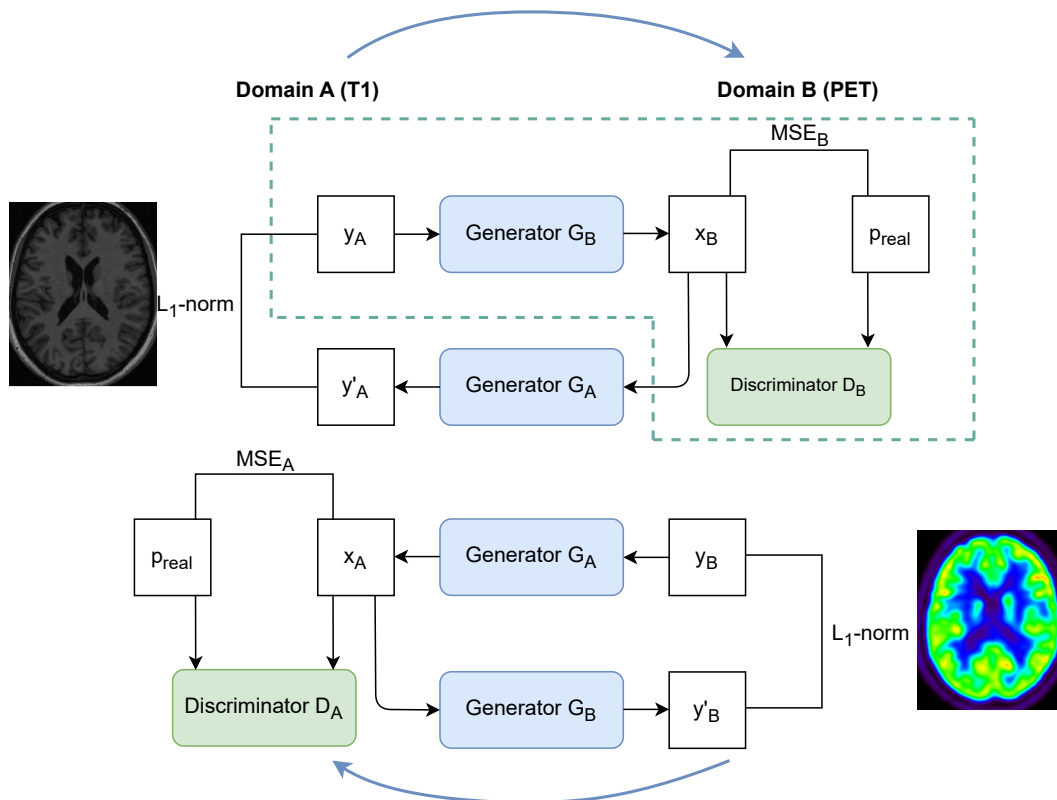 Domain A (T1)
Domain B (PET)
MSE_B
y_A
Generator G_B
x_B
p_real
L_1-norm
y'_A
Generator G_A
Discriminator D_B
MSE_A
p_real
x_A
Generator G_A
y_B
L_1-norm
Discriminator D_A
Generator G_B
y'_B